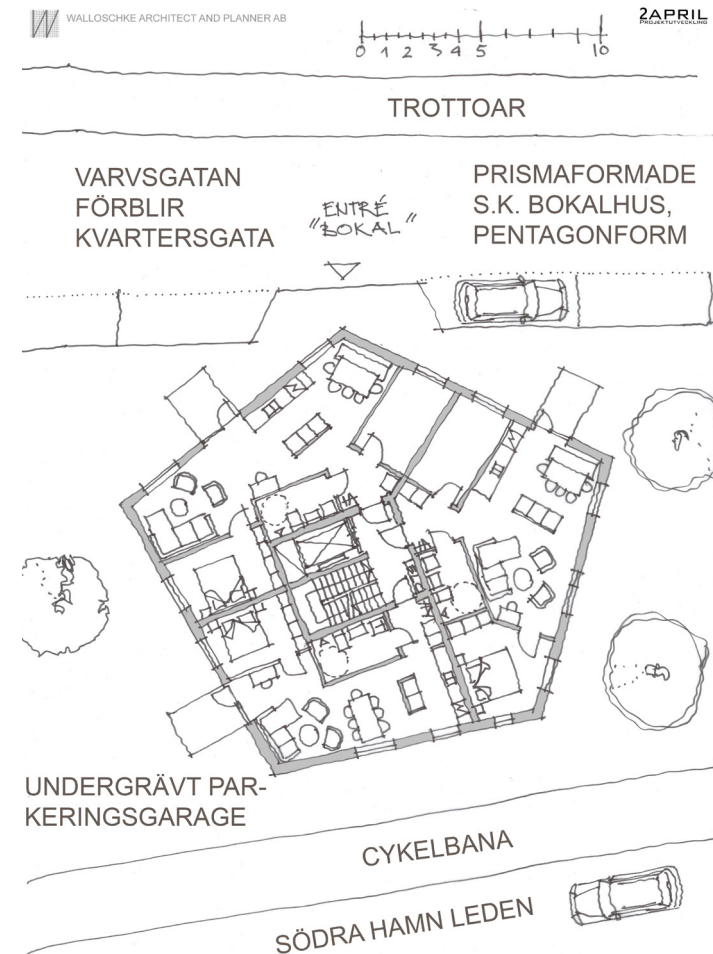 WALLOSCHKE ARCHITECT AND PLANNER AB
2APRIL
PROJEKTUTVECKLING
0 1 2 3 4 5 10
TROTTOAR
VARVSGATAN
FÖRBLIR
KVARTERSGATA
ENTRÉ
"BOKAL"
PRISMAFORMADE
S.K. BOKALHUS,
PENTAGONFORM
UNDERGRÄVT PAR-
KERINGSGARAGE
CYKELBANA
SÖDRA HAMN LEDEN